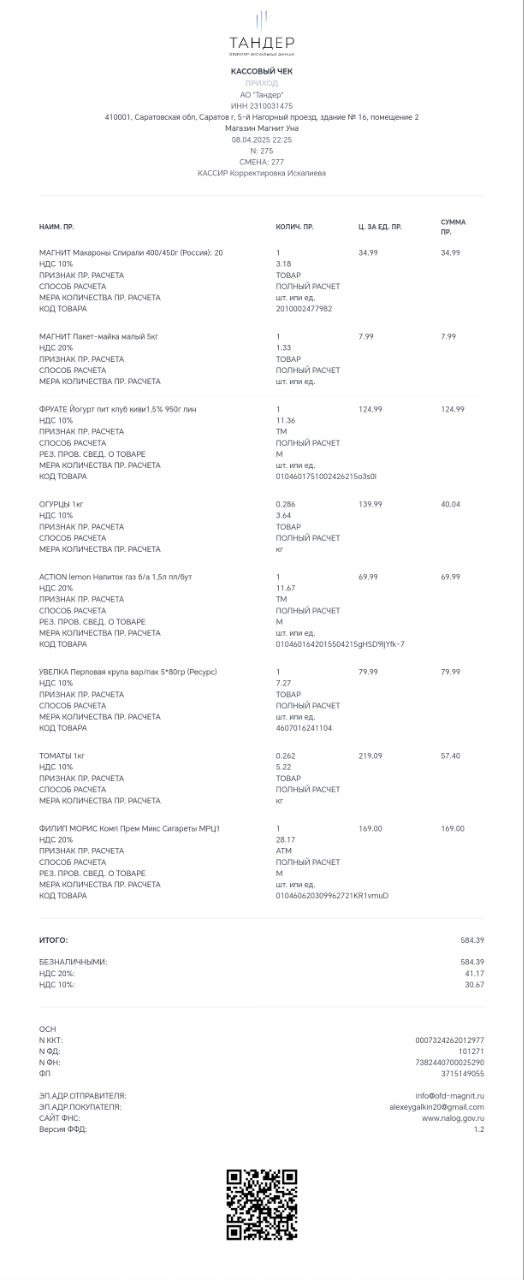 ТАНДЕР
ОПЕРАТОР ФИСКАЛЬНЫХ ДАННЫХ
КАССОВЫЙ ЧЕК
ПРИХОД
АО "Тандер"
ИНН 2310031475
410001, Саратовская обл, Саратов г, 5-й Нагорный проезд, здание № 16, помещение 2
Магазин Магнит Уна
08.04.2025 22:25
N: 275
СМЕНА: 277
КАССИР Корректировка Искалиева
НАИМ. ПР. КОЛИЧ. ПР. Ц. ЗА ЕД. ПР. СУММА ПР.
МАГНИТ Макароны Спирали 400/450г (Россия): 20 1 34.99 34.99
НДС 10% 3.18
ПРИЗНАК ПР. РАСЧЕТА ТОВАР
СПОСОБ РАСЧЕТА ПОЛНЫЙ РАСЧЕТ
МЕРА КОЛИЧЕСТВА ПР. РАСЧЕТА шт. или ед.
КОД ТОВАРА 2010002477982
МАГНИТ Пакет-майка малый 5кг 1 7.99 7.99
НДС 20% 1.33
ПРИЗНАК ПР. РАСЧЕТА ТОВАР
СПОСОБ РАСЧЕТА ПОЛНЫЙ РАСЧЕТ
МЕРА КОЛИЧЕСТВА ПР. РАСЧЕТА шт. или ед.
ФРУАТЕ Йогурт пит клуб киви1,5% 950г лин 1 124.99 124.99
НДС 10% 11.36
ПРИЗНАК ПР. РАСЧЕТА ТМ
СПОСОБ РАСЧЕТА ПОЛНЫЙ РАСЧЕТ
РЕЗ. ПРОВ. СВЕД. О ТОВАРЕ М
МЕРА КОЛИЧЕСТВА ПР. РАСЧЕТА шт. или ед.
КОД ТОВАРА 0104601751002426215o3s0l
ОГУРЦЫ 1кг 0.286 139.99 40.04
НДС 10% 3.64
ПРИЗНАК ПР. РАСЧЕТА ТОВАР
СПОСОБ РАСЧЕТА ПОЛНЫЙ РАСЧЕТ
МЕРА КОЛИЧЕСТВА ПР. РАСЧЕТА кг
ACTION lemon Напиток газ б/а 1,5л пл/бут 1 69.99 69.99
НДС 20% 11.67
ПРИЗНАК ПР. РАСЧЕТА ТМ
СПОСОБ РАСЧЕТА ПОЛНЫЙ РАСЧЕТ
РЕЗ. ПРОВ. СВЕД. О ТОВАРЕ М
МЕРА КОЛИЧЕСТВА ПР. РАСЧЕТА шт. или ед.
КОД ТОВАРА
УВЕЛКА Перловая крупа вар/пак 5*80гр (Ресурс) 1 79.99 79.99
НДС 10% 7.27
ПРИЗНАК ПР. РАСЧЕТА ТОВАР
СПОСОБ РАСЧЕТА ПОЛНЫЙ РАСЧЕТ
МЕРА КОЛИЧЕСТВА ПР. РАСЧЕТА шт. или ед.
КОД ТОВАРА 4607016241104
ТОМАТЫ 1кг 0.262 219.09 57.40
НДС 10% 5.22
ПРИЗНАК ПР. РАСЧЕТА ТОВАР
СПОСОБ РАСЧЕТА ПОЛНЫЙ РАСЧЕТ
МЕРА КОЛИЧЕСТВА ПР. РАСЧЕТА кг
ФИЛИП МОРИС Комп Прем Микс Сигареты МРЦ1 1 169.00 169.00
НДС 20% 28.17
ПРИЗНАК ПР. РАСЧЕТА АТМ
СПОСОБ РАСЧЕТА ПОЛНЫЙ РАСЧЕТ
РЕЗ. ПРОВ. СВЕД. О ТОВАРЕ М
МЕРА КОЛИЧЕСТВА ПР. РАСЧЕТА шт. или ед.
КОД ТОВАРА 010460620309962721KR1vmuD
ИТОГО: 584.39
БЕЗНАЛИЧНЫМИ: 584.39
НДС 20%: 41.17
НДС 10%: 30.67
ОСН
N ККТ: 0007324262012977
N ФД: 101271
N ФН: 7382440700025290
ФП 3715149055
ЭЛ.АДР.ОТПРАВИТЕЛЯ: info@ofd-magnit.ru
ЭЛ.АДР.ПОКУПАТЕЛЯ: alexeygalkin20@gmail.com
САЙТ ФНС: www.nalog.gov.ru
Версия ФФД: 1.2